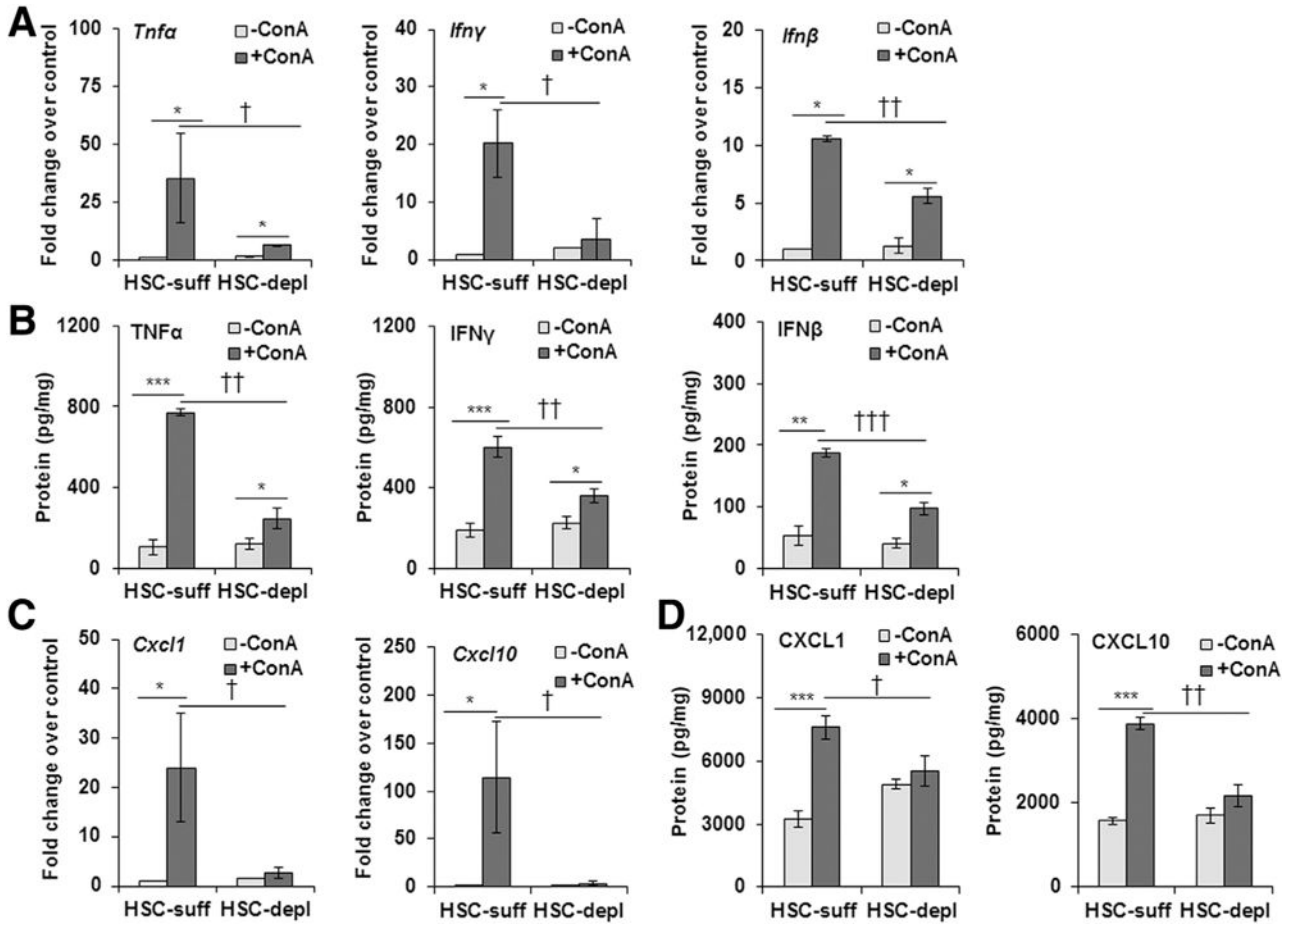 A
Fold change over control
100
75
50
25
0
Tnfα
-ConA
+ConA
*
†
*
HSC-suff HSC-depl
Fold change over control
40
30
20
10
0
Ifnγ
-ConA
+ConA
*
†
HSC-suff HSC-depl
Fold change over control
20
15
10
5
0
Ifnβ
-ConA
+ConA
*
††
*
HSC-suff HSC-depl
B
Protein (pg/mg)
1200
800
400
0
TNFα
-ConA
+ConA
***
††
*
HSC-suff HSC-depl
Protein (pg/mg)
1200
800
400
0
IFNγ
-ConA
+ConA
***
††
*
HSC-suff HSC-depl
Protein (pg/mg)
400
300
200
100
0
IFNβ
-ConA
+ConA
**
†††
*
HSC-suff HSC-depl
C
Fold change over control
50
40
30
20
10
0
Cxcl1
-ConA
+ConA
*
†
HSC-suff HSC-depl
Fold change over control
250
200
150
100
50
0
Cxcl10
-ConA
+ConA
*
†
HSC-suff HSC-depl
D
Protein (pg/mg)
12,000
9000
6000
3000
0
CXCL1
-ConA
+ConA
***
†
HSC-suff HSC-depl
Protein (pg/mg)
6000
4000
2000
0
CXCL10
-ConA
+ConA
***
††
HSC-suff HSC-depl